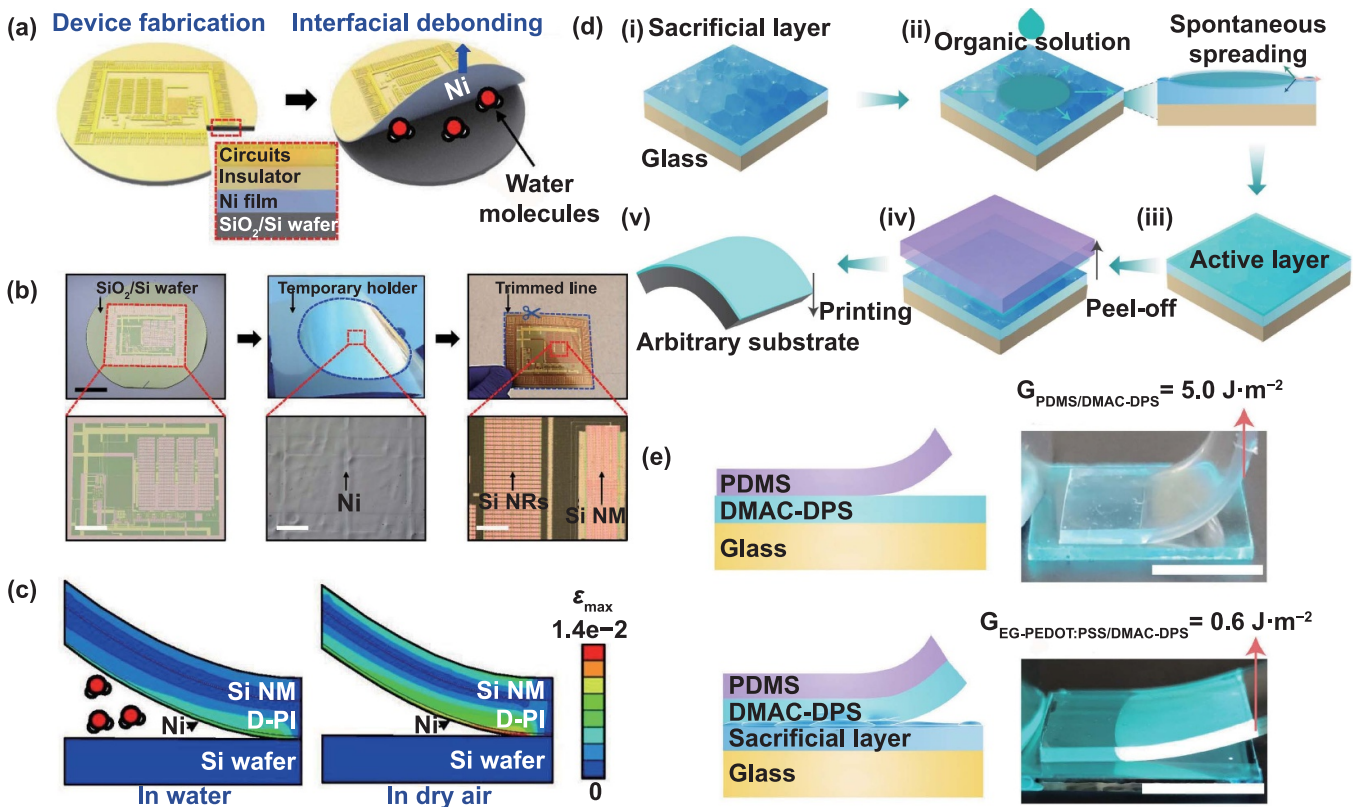 (a)
Device fabrication
Interfacial debonding
Ni
Circuits
Insulator
Ni film
SiO₂/Si wafer
Water
molecules
(b)
SiO₂/Si wafer
Temporary holder
Trimmed line
Ni
Si NRs
Si NM
(c)
Si NM
D-PI
Ni
Si wafer
In water
Si NM
D-PI
Ni
Si wafer
In dry air
ε_max
1.4e−2
0
(d)
(i)
Sacrificial layer
Glass
(ii)
Organic solution
Spontaneous
spreading
(iii)
Active layer
(iv)
Peel-off
(v)
Printing
Arbitrary substrate
(e)
PDMS
DMAC-DPS
Glass
G_PDMS/DMAC-DPS = 5.0 J·m⁻²
PDMS
DMAC-DPS
Sacrificial layer
Glass
G_EG-PEDOT:PSS/DMAC-DPS = 0.6 J·m⁻²